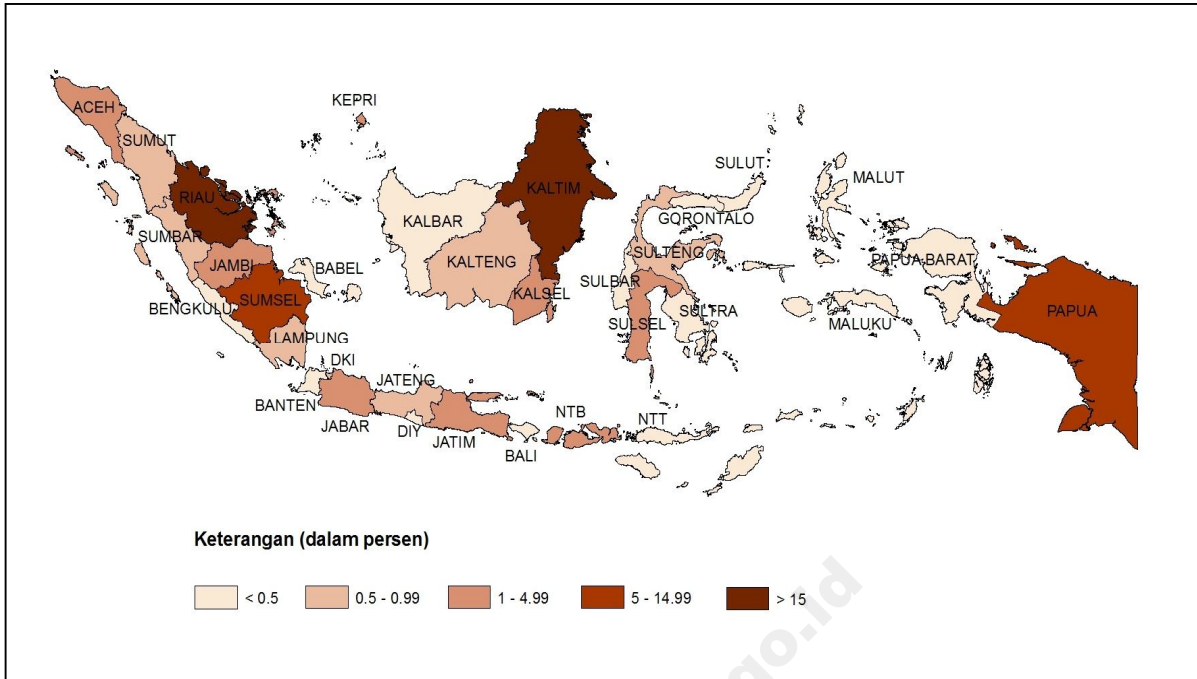 KEPRI
ACEH
SUMUT
SULUT
MALUT
KALTIM
RIAU
GORONTALO
KALBAR
SUMBAR
SULTENG
PAPUA BARAT
KALTENG
JAMBI
BABEL
SULBAR
KALSEL
SUMSEL
BENGKULU
SULTRA
PAPUA
SULSEL
MALUKU
LAMPUNG
DKI
JATENG
BANTEN
NTB
NTT
JABAR
DIY
JATIM
BALI
Keterangan (dalam persen)
< 0.5 0.5 - 0.99 1 - 4.99 5 - 14.99 > 15
go.id